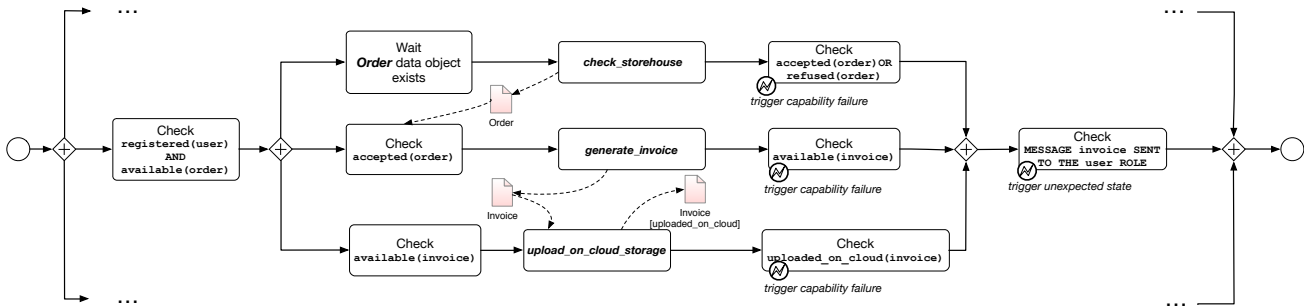 ...
...
Check
registered(user)
AND
available(order)
Wait
Order data object
exists
check_storehouse
Check
accepted(order)OR
refused(order)
trigger capability failure
Order
Check
accepted(order)
generate_invoice
Check
available(invoice)
trigger capability failure
Check
MESSAGE invoice SENT
TO THE user ROLE
trigger unexpected state
Invoice
Invoice
[uploaded_on_cloud]
Check
available(invoice)
upload_on_cloud_storage
Check
uploaded_on_cloud(invoice)
trigger capability failure
...
...